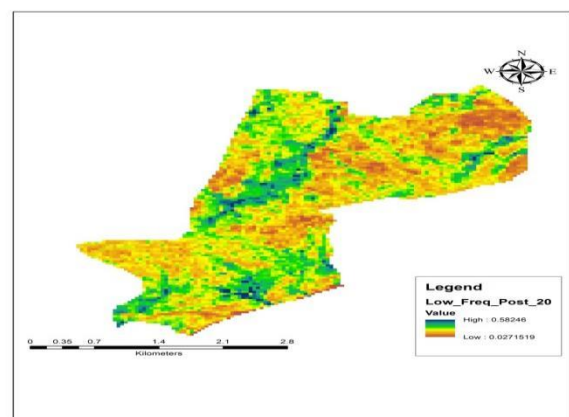 N
W E
S
Legend
Low_Freq_Post_20
Value
High : 0.58246
Low : 0.0271519
0 0.35 0.7 1.4 2.1 2.8
Kilometers